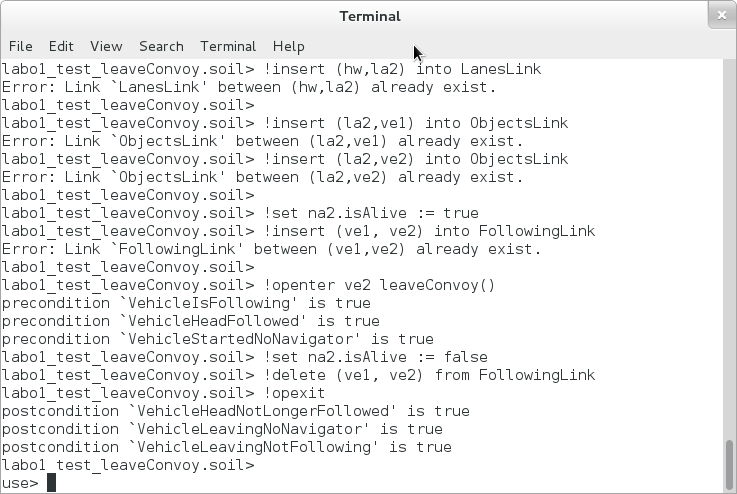 Terminal
File Edit View Search Terminal Help
labo1_test_leaveConvoy.soil> !insert (hw,la2) into LanesLink
Error: Link `LanesLink' between (hw,la2) already exist.
labo1_test_leaveConvoy.soil>
labo1_test_leaveConvoy.soil> !insert (la2,ve1) into ObjectsLink
Error: Link `ObjectsLink' between (la2,ve1) already exist.
labo1_test_leaveConvoy.soil> !insert (la2,ve2) into ObjectsLink
Error: Link `ObjectsLink' between (la2,ve2) already exist.
labo1_test_leaveConvoy.soil>
labo1_test_leaveConvoy.soil> !set na2.isAlive := true
labo1_test_leaveConvoy.soil> !insert (ve1, ve2) into FollowingLink
Error: Link `FollowingLink' between (ve1,ve2) already exist.
labo1_test_leaveConvoy.soil>
labo1_test_leaveConvoy.soil> !openter ve2 leaveConvoy()
precondition `VehicleIsFollowing' is true
precondition `VehicleHeadFollowed' is true
precondition `VehicleStartedNoNavigator' is true
labo1_test_leaveConvoy.soil> !set na2.isAlive := false
labo1_test_leaveConvoy.soil> !delete (ve1, ve2) from FollowingLink
labo1_test_leaveConvoy.soil> !opexit
postcondition `VehicleHeadNotLongerFollowed' is true
postcondition `VehicleLeavingNoNavigator' is true
postcondition `VehicleLeavingNotFollowing' is true
labo1_test_leaveConvoy.soil>
use>